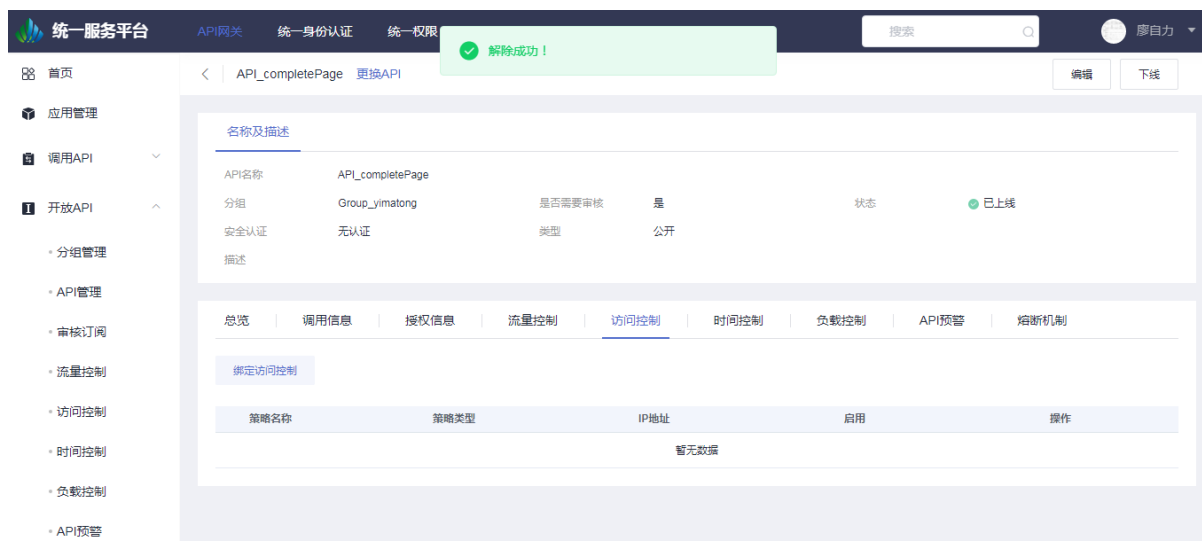 统一服务平台 API网关 统一身份认证 统一权限 搜索 廖自力
解除成功！
首页
API_completePage 更换API 编辑 下线
应用管理
名称及描述
调用API
API名称 API_completePage
开放API
分组 Group_yimatong 是否需要审核 是 状态 已上线
安全认证 无认证 类型 公开
分组管理
描述
API管理
总览 调用信息 授权信息 流量控制 访问控制 时间控制 负载控制 API预警 熔断机制
审核订阅
流量控制
绑定访问控制
访问控制
策略名称 策略类型 IP地址 启用 操作
时间控制
暂无数据
负载控制
API预警